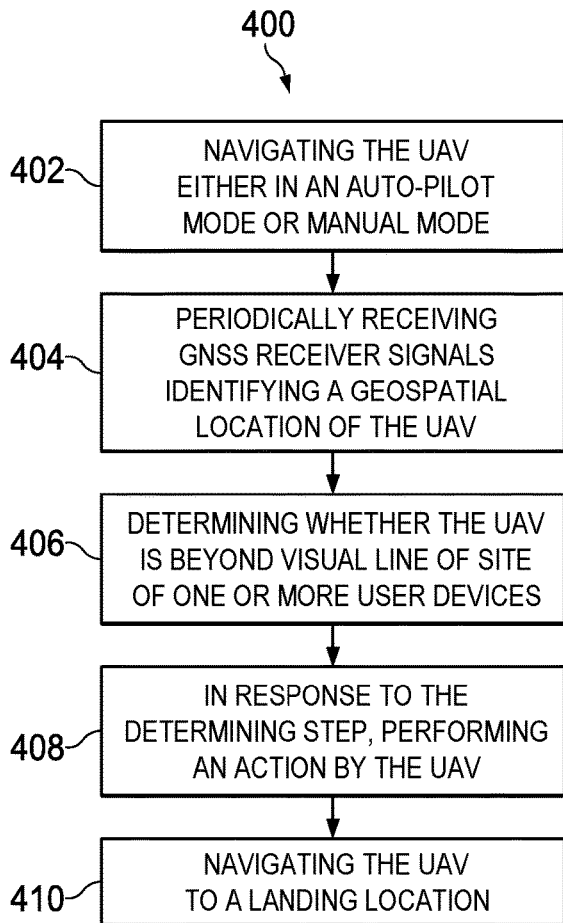 400
402
NAVIGATING THE UAV
EITHER IN AN AUTO-PILOT
MODE OR MANUAL MODE
404
PERIODICALLY RECEIVING
GNSS RECEIVER SIGNALS
IDENTIFYING A GEOSPATIAL
LOCATION OF THE UAV
406
DETERMINING WHETHER THE UAV
IS BEYOND VISUAL LINE OF SITE
OF ONE OR MORE USER DEVICES
408
IN RESPONSE TO THE
DETERMINING STEP, PERFORMING
AN ACTION BY THE UAV
410
NAVIGATING THE UAV
TO A LANDING LOCATION